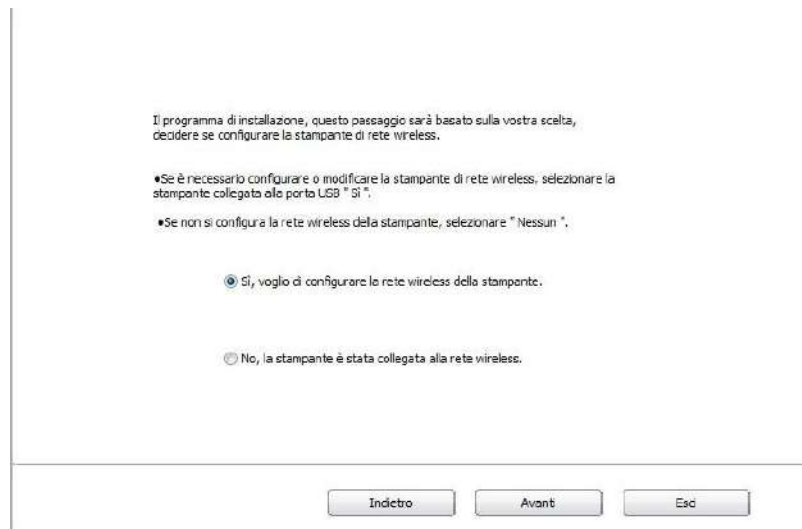 Il programma di installazione, questo passaggio sarà basato sulla vostra scelta,
decidere se configurare la stampante di rete wireless.
•Se è necessario configurare o modificare la stampante di rete wireless, selezionare la
stampante collegata alla porta USB " Sì ".
•Se non si configura la rete wireless della stampante, selezionare " Nessun ".
Sì, voglio di configurare la rete wireless della stampante.
No, la stampante è stata collegata alla rete wireless.
Indietro Avanti Esci